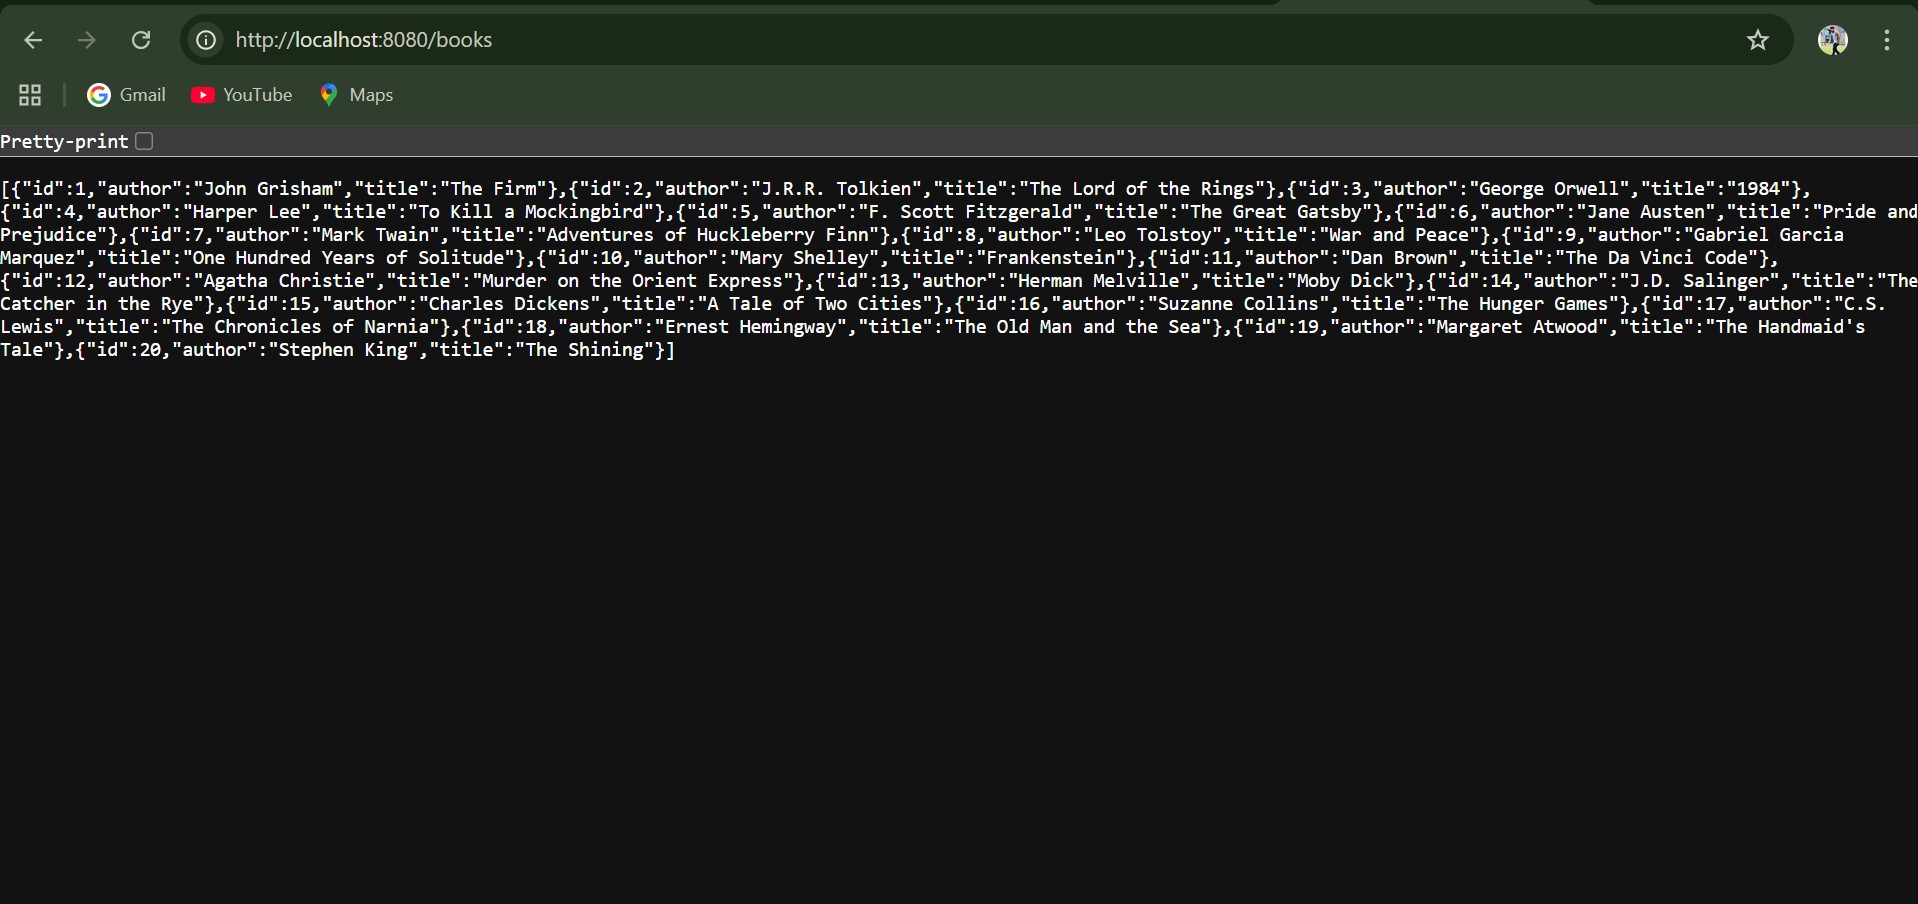 http://localhost:8080/books
Gmail YouTube Maps
Pretty-print
[{"id":1,"author":"John Grisham","title":"The Firm"},{"id":2,"author":"J.R.R. Tolkien","title":"The Lord of the Rings"},{"id":3,"author":"George Orwell","title":"1984"},
{"id":4,"author":"Harper Lee","title":"To Kill a Mockingbird"},{"id":5,"author":"F. Scott Fitzgerald","title":"The Great Gatsby"},{"id":6,"author":"Jane Austen","title":"Pride and
Prejudice"},{"id":7,"author":"Mark Twain","title":"Adventures of Huckleberry Finn"},{"id":8,"author":"Leo Tolstoy","title":"War and Peace"},{"id":9,"author":"Gabriel Garcia
Marquez","title":"One Hundred Years of Solitude"},{"id":10,"author":"Mary Shelley","title":"Frankenstein"},{"id":11,"author":"Dan Brown","title":"The Da Vinci Code"},
{"id":12,"author":"Agatha Christie","title":"Murder on the Orient Express"},{"id":13,"author":"Herman Melville","title":"Moby Dick"},{"id":14,"author":"J.D. Salinger","title":"The
Catcher in the Rye"},{"id":15,"author":"Charles Dickens","title":"A Tale of Two Cities"},{"id":16,"author":"Suzanne Collins","title":"The Hunger Games"},{"id":17,"author":"C.S.
Lewis","title":"The Chronicles of Narnia"},{"id":18,"author":"Ernest Hemingway","title":"The Old Man and the Sea"},{"id":19,"author":"Margaret Atwood","title":"The Handmaid's
Tale"},{"id":20,"author":"Stephen King","title":"The Shining"}]